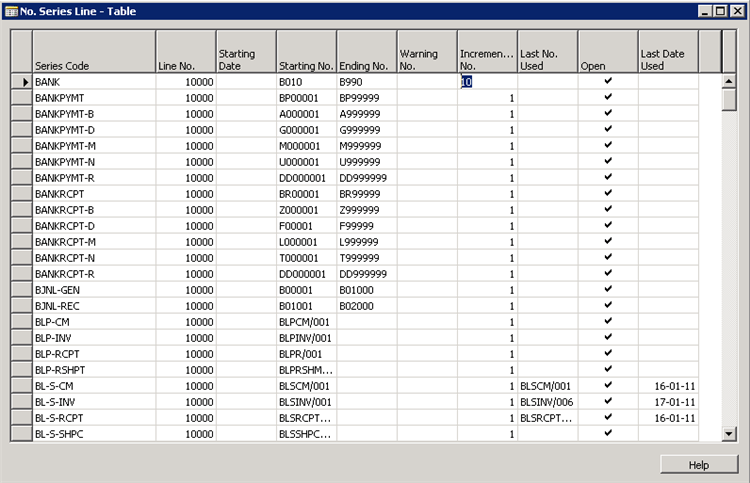 No. Series Line - Table
Series Code Line No. Starting Date Starting No. Ending No. Warning No. Incremen... No. Last No. Used Open Last Date Used
BANK 10000 B010 B990 10
BANKPYMT 10000 BP00001 BP99999 1
BANKPYMT-B 10000 A000001 A999999 1
BANKPYMT-D 10000 G000001 G999999 1
BANKPYMT-M 10000 M000001 M999999 1
BANKPYMT-N 10000 U000001 U999999 1
BANKPYMT-R 10000 DD000001 DD999999 1
BANKRCPT 10000 BR00001 BR99999 1
BANKRCPT-B 10000 Z000001 Z999999 1
BANKRCPT-D 10000 F00001 F99999 1
BANKRCPT-M 10000 L000001 L999999 1
BANKRCPT-N 10000 T000001 T999999 1
BANKRCPT-R 10000 DD000001 DD999999 1
BJNL-GEN 10000 B00001 B01000 1
BJNL-REC 10000 B01001 B02000 1
BLP-CM 10000 BLPCM/001 1
BLP-INV 10000 BLPINV/001 1
BLP-RCPT 10000 BLPR/001 1
BLP-RSHPT 10000 BLPRSHM... 1
BL-S-CM 10000 BLSCM/001 1 BLSCM/001 16-01-11
BL-S-INV 10000 BLSINV/001 1 BLSINV/006 17-01-11
BL-S-RCPT 10000 BLSRCPT... 1 BLSRCPT... 16-01-11
BL-S-SHPC 10000 BLSSHPC... 1
Help